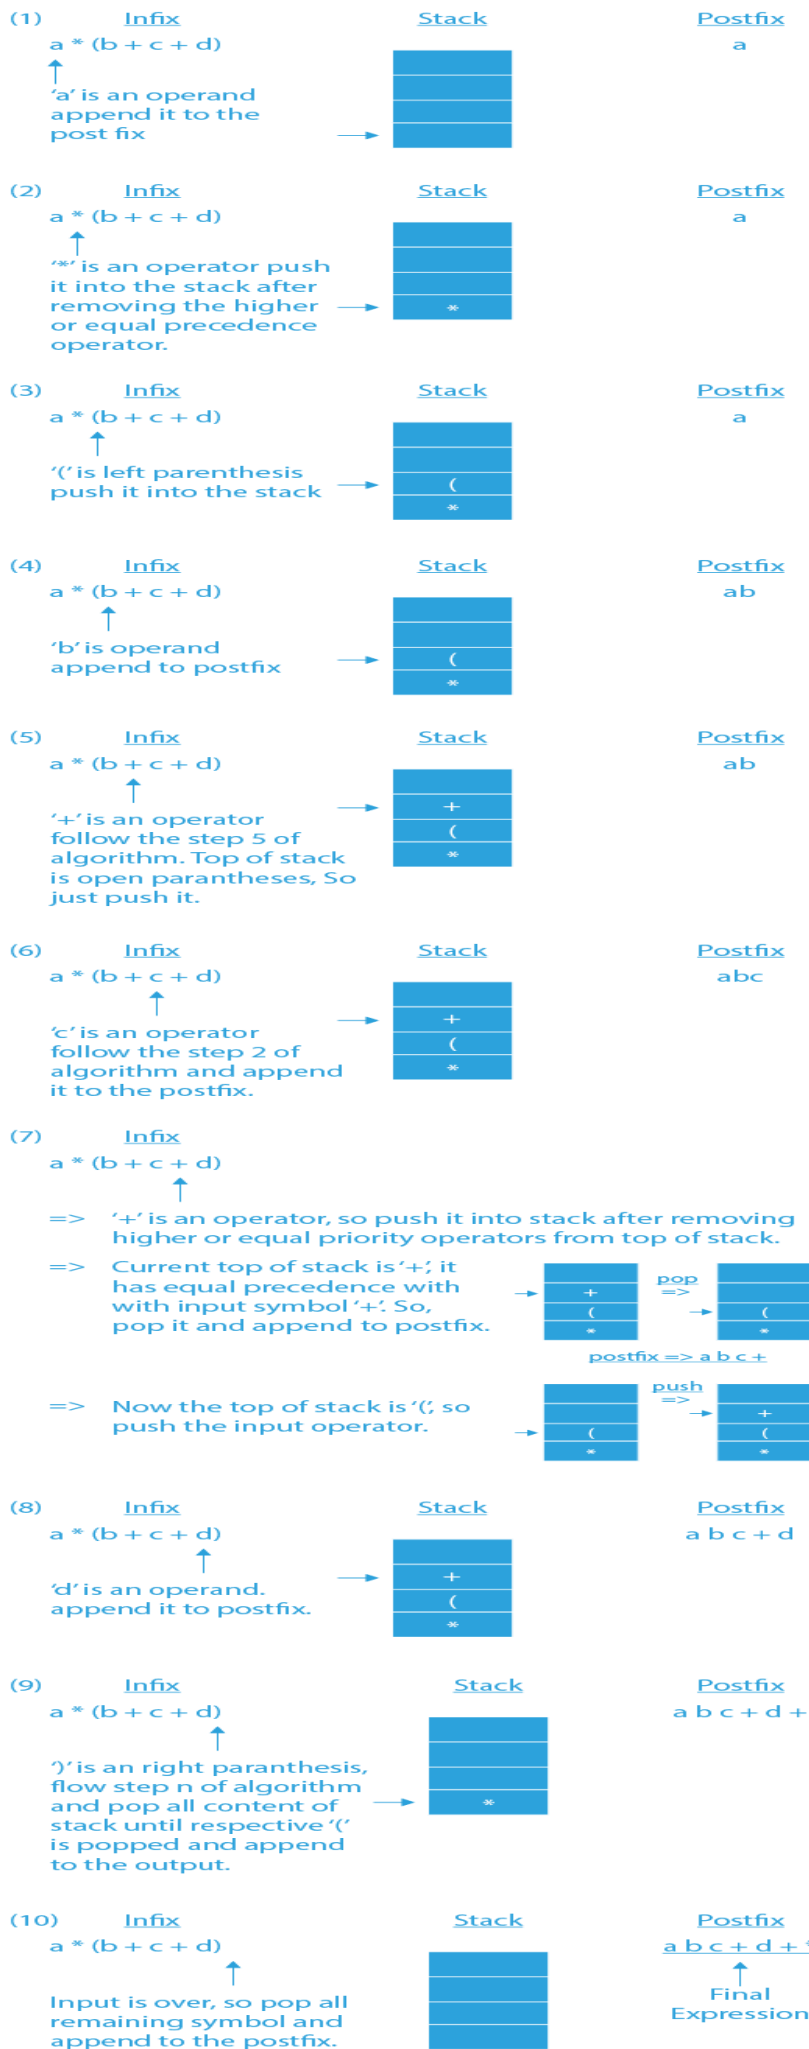 (1) Infix Stack Postfix
a * (b + c + d) a
‘a’ is an operand
append it to the
post fix
(2) Infix Stack Postfix
a * (b + c + d) a
‘*’ is an operator push
it into the stack after
removing the higher
or equal precedence
operator.
*
(3) Infix Stack Postfix
a * (b + c + d) a
‘(’ is left parenthesis
push it into the stack
(
*
(4) Infix Stack Postfix
a * (b + c + d) ab
‘b’ is operand
append to postfix
(
*
(5) Infix Stack Postfix
a * (b + c + d) ab
‘+’ is an operator
follow the step 5 of
algorithm. Top of stack
is open parantheses, So
just push it.
+
(
*
(6) Infix Stack Postfix
a * (b + c + d) abc
‘c’ is an operator
follow the step 2 of
algorithm and append
it to the postfix.
+
(
*
(7) Infix
a * (b + c + d)
=> ‘+’ is an operator, so push it into stack after removing
higher or equal priority operators from top of stack.
=> Current top of stack is ‘+’, it
has equal precedence with
with input symbol ‘+’. So,
pop it and append to postfix.
pop
=>
+
( (
* *
postfix => a b c +
=> Now the top of stack is ‘(’, so
push the input operator.
push
=>
+
( (
* *
(8) Infix Stack Postfix
a * (b + c + d) a b c + d
‘d’ is an operand.
append it to postfix.
+
(
*
(9) Infix Stack Postfix
a * (b + c + d) a b c + d +
‘)’ is an right paranthesis,
flow step n of algorithm
and pop all content of
stack until respective ‘(’
is popped and append
to the output.
*
(10) Infix Stack Postfix
a * (b + c + d) a b c + d + *
Input is over, so pop all
remaining symbol and
append to the postfix.
Final
Expression